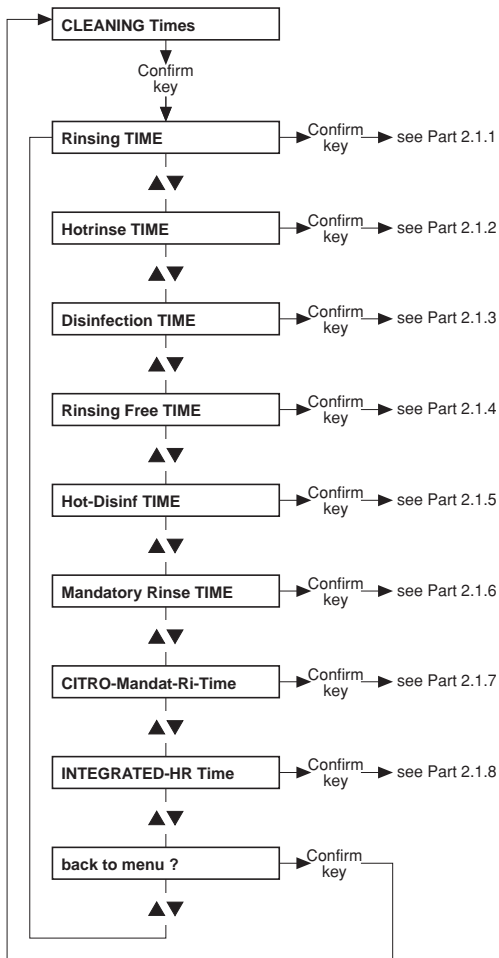 CLEANING Times
Confirm
key
Rinsing TIME
Confirm
key
see Part 2.1.1
▲▼
Hotrinse TIME
Confirm
key
see Part 2.1.2
▲▼
Disinfection TIME
Confirm
key
see Part 2.1.3
▲▼
Rinsing Free TIME
Confirm
key
see Part 2.1.4
▲▼
Hot-Disinf TIME
Confirm
key
see Part 2.1.5
▲▼
Mandatory Rinse TIME
Confirm
key
see Part 2.1.6
▲▼
CITRO-Mandat-Ri-Time
Confirm
key
see Part 2.1.7
▲▼
INTEGRATED-HR Time
Confirm
key
see Part 2.1.8
▲▼
back to menu ?
Confirm
key
▲▼